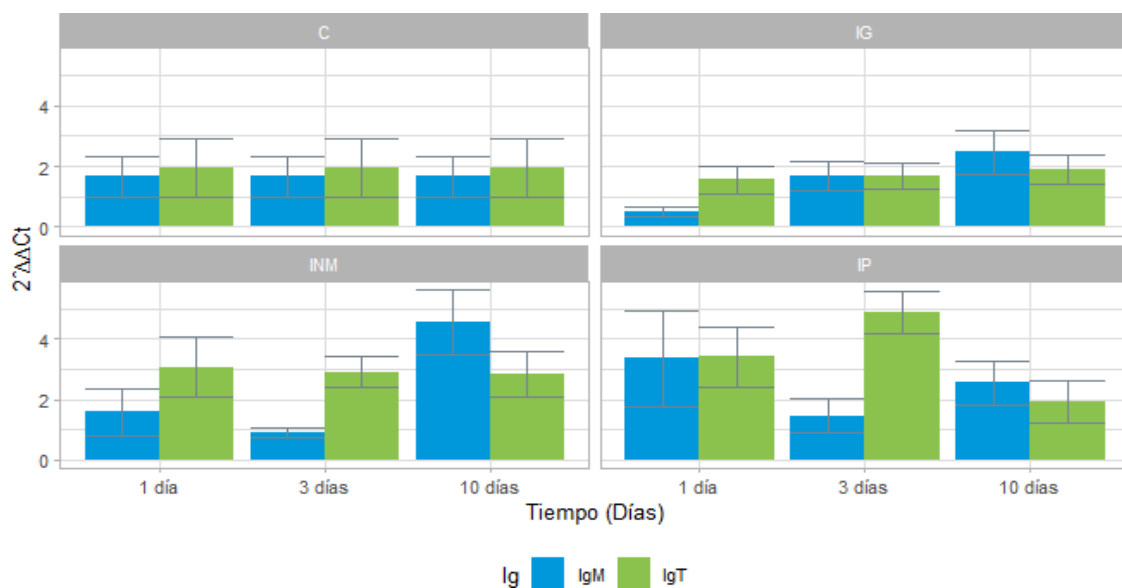 C
IG
4
2
0
INM
IP
4
2
0
2^ΔΔCt
1 día
3 días
10 días
1 día
3 días
10 días
Tiempo (Días)
Ig
IgM
IgT